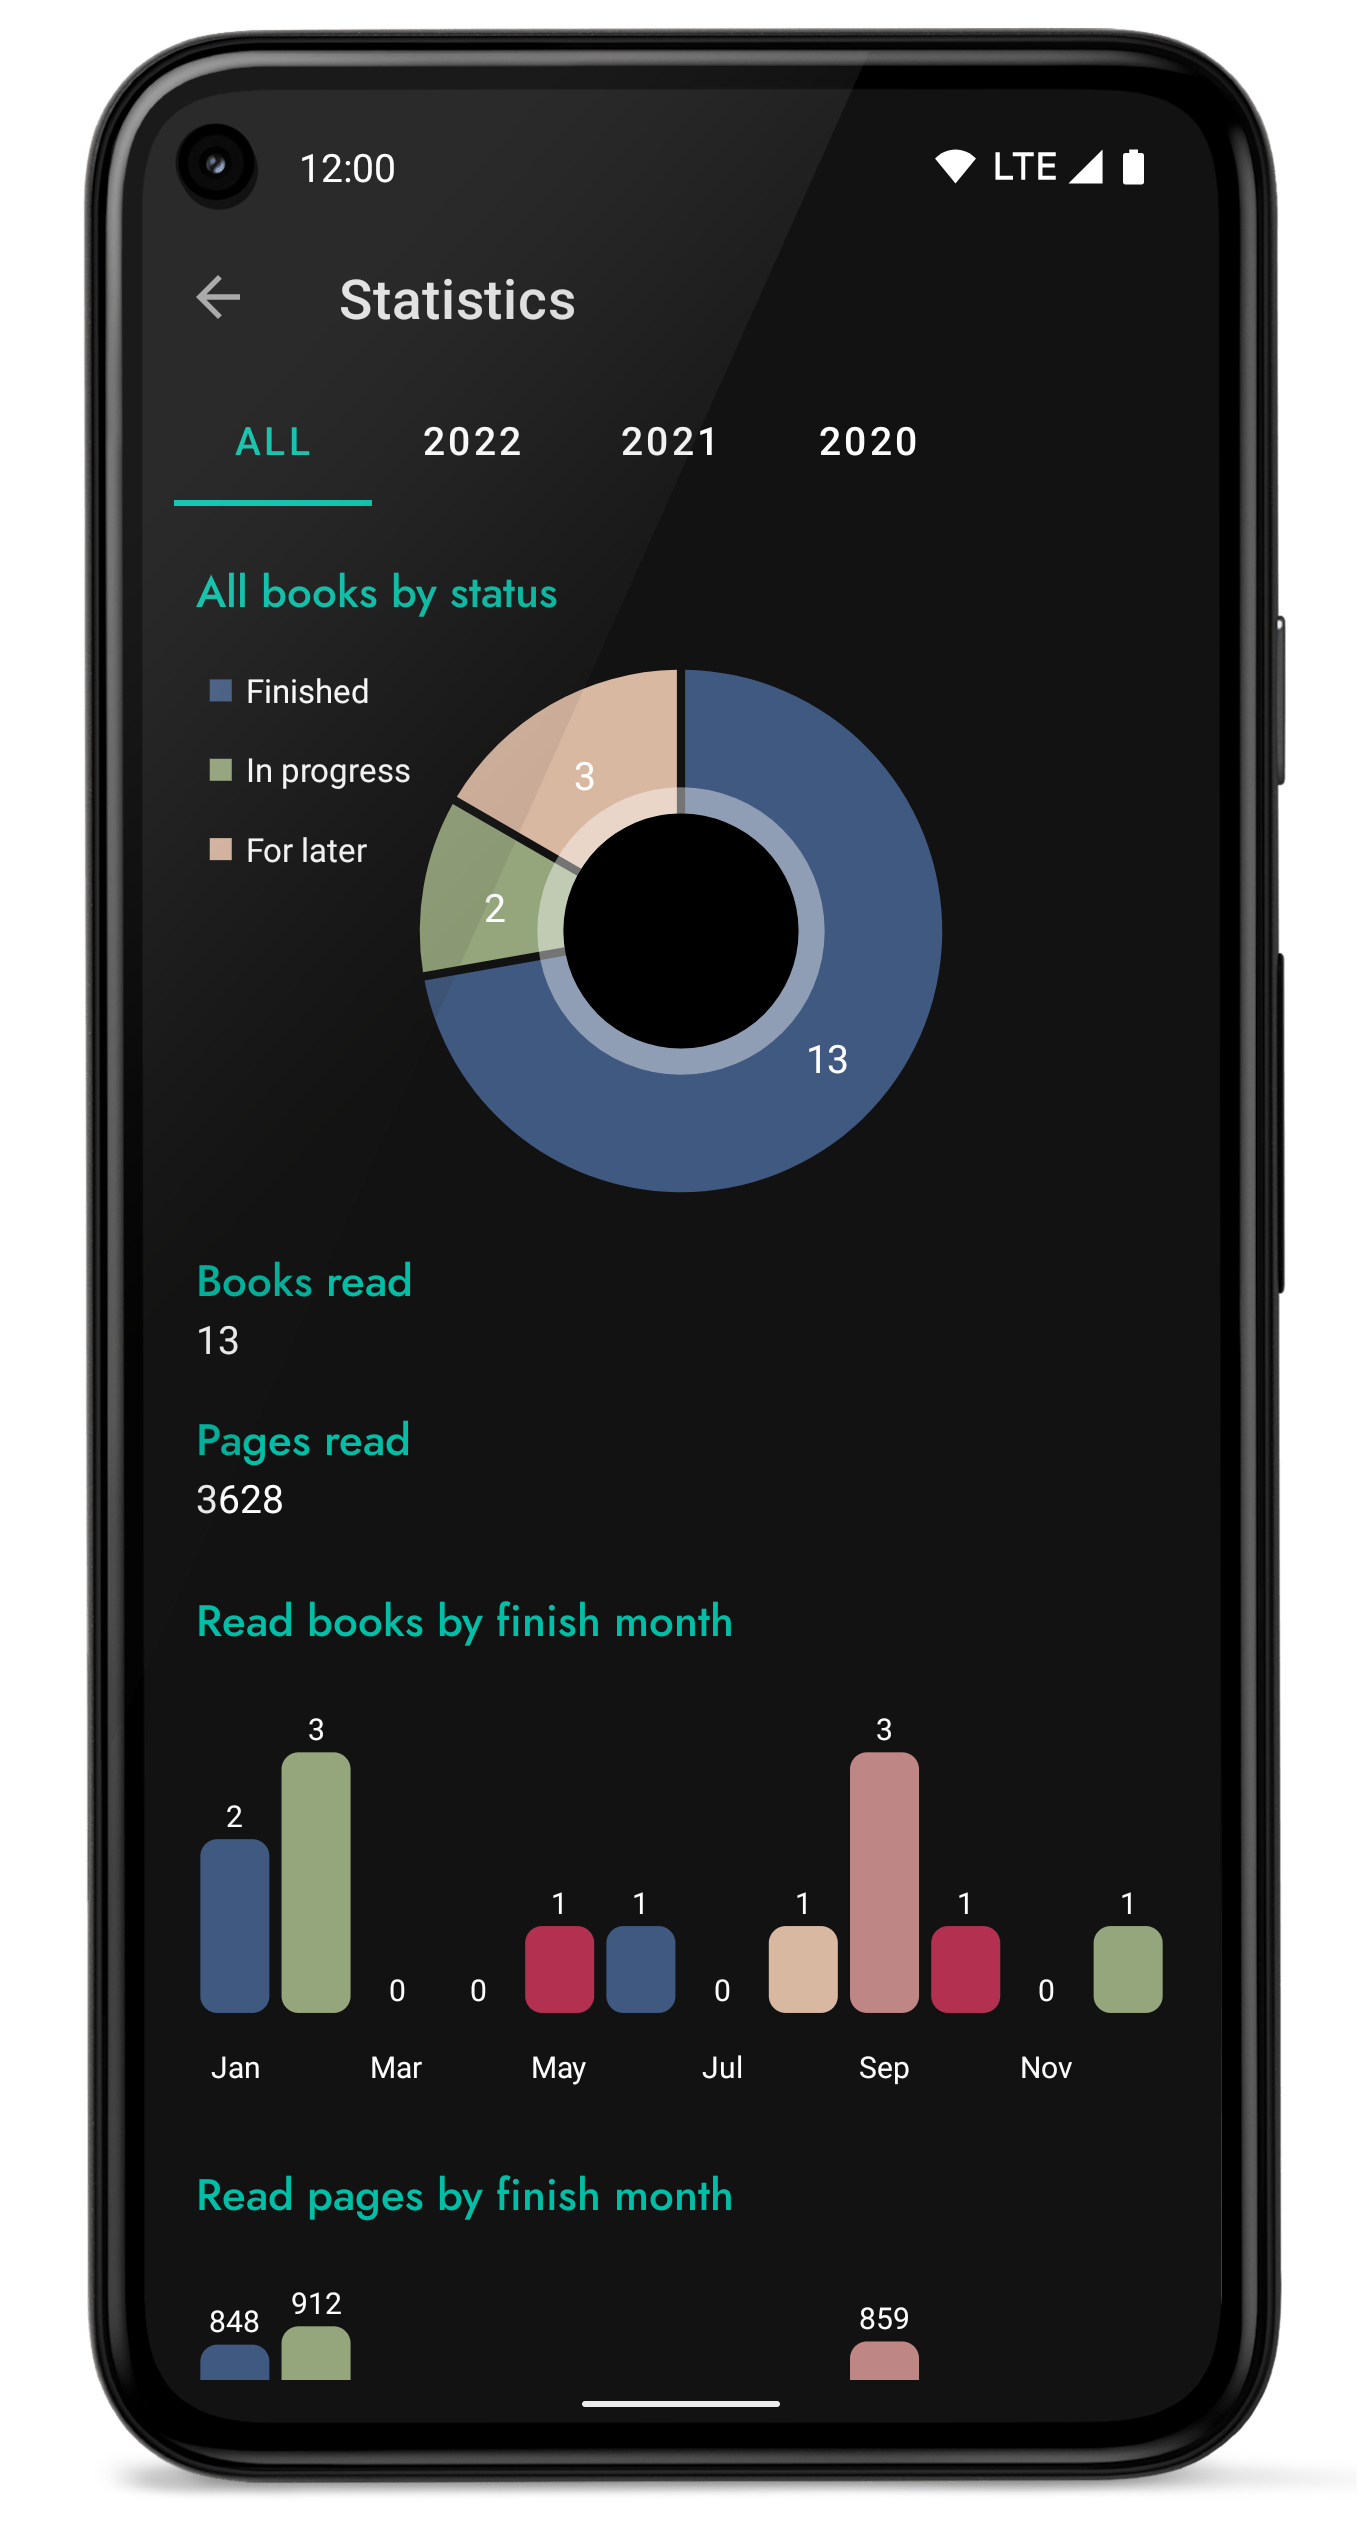 12:00 LTE
Statistics
ALL 2022 2021 2020
All books by status
Finished
In progress
For later
3
2
13
Books read
13
Pages read
3628
Read books by finish month
2 3 0 0 1 1 0 1 3 1 0 1
Jan Mar May Jul Sep Nov
Read pages by finish month
848 912 859